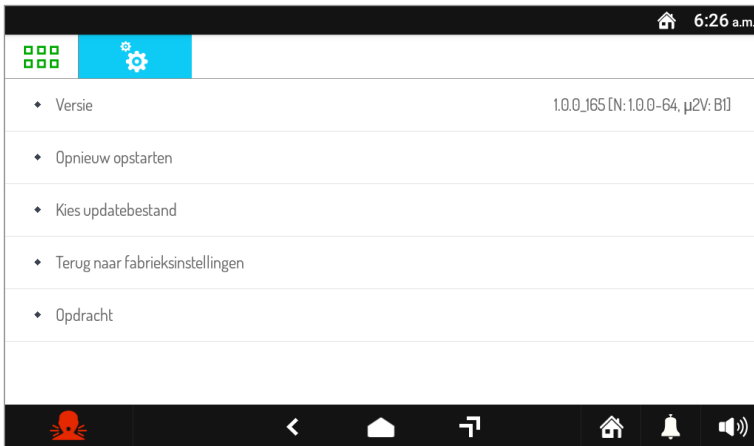 6:26 a.m.
Versie 1.0.0_165 [N: 1.0.0-64, µ2V: B1]
Opnieuw opstarten
Kies updatebestand
Terug naar fabrieksinstellingen
Opdracht